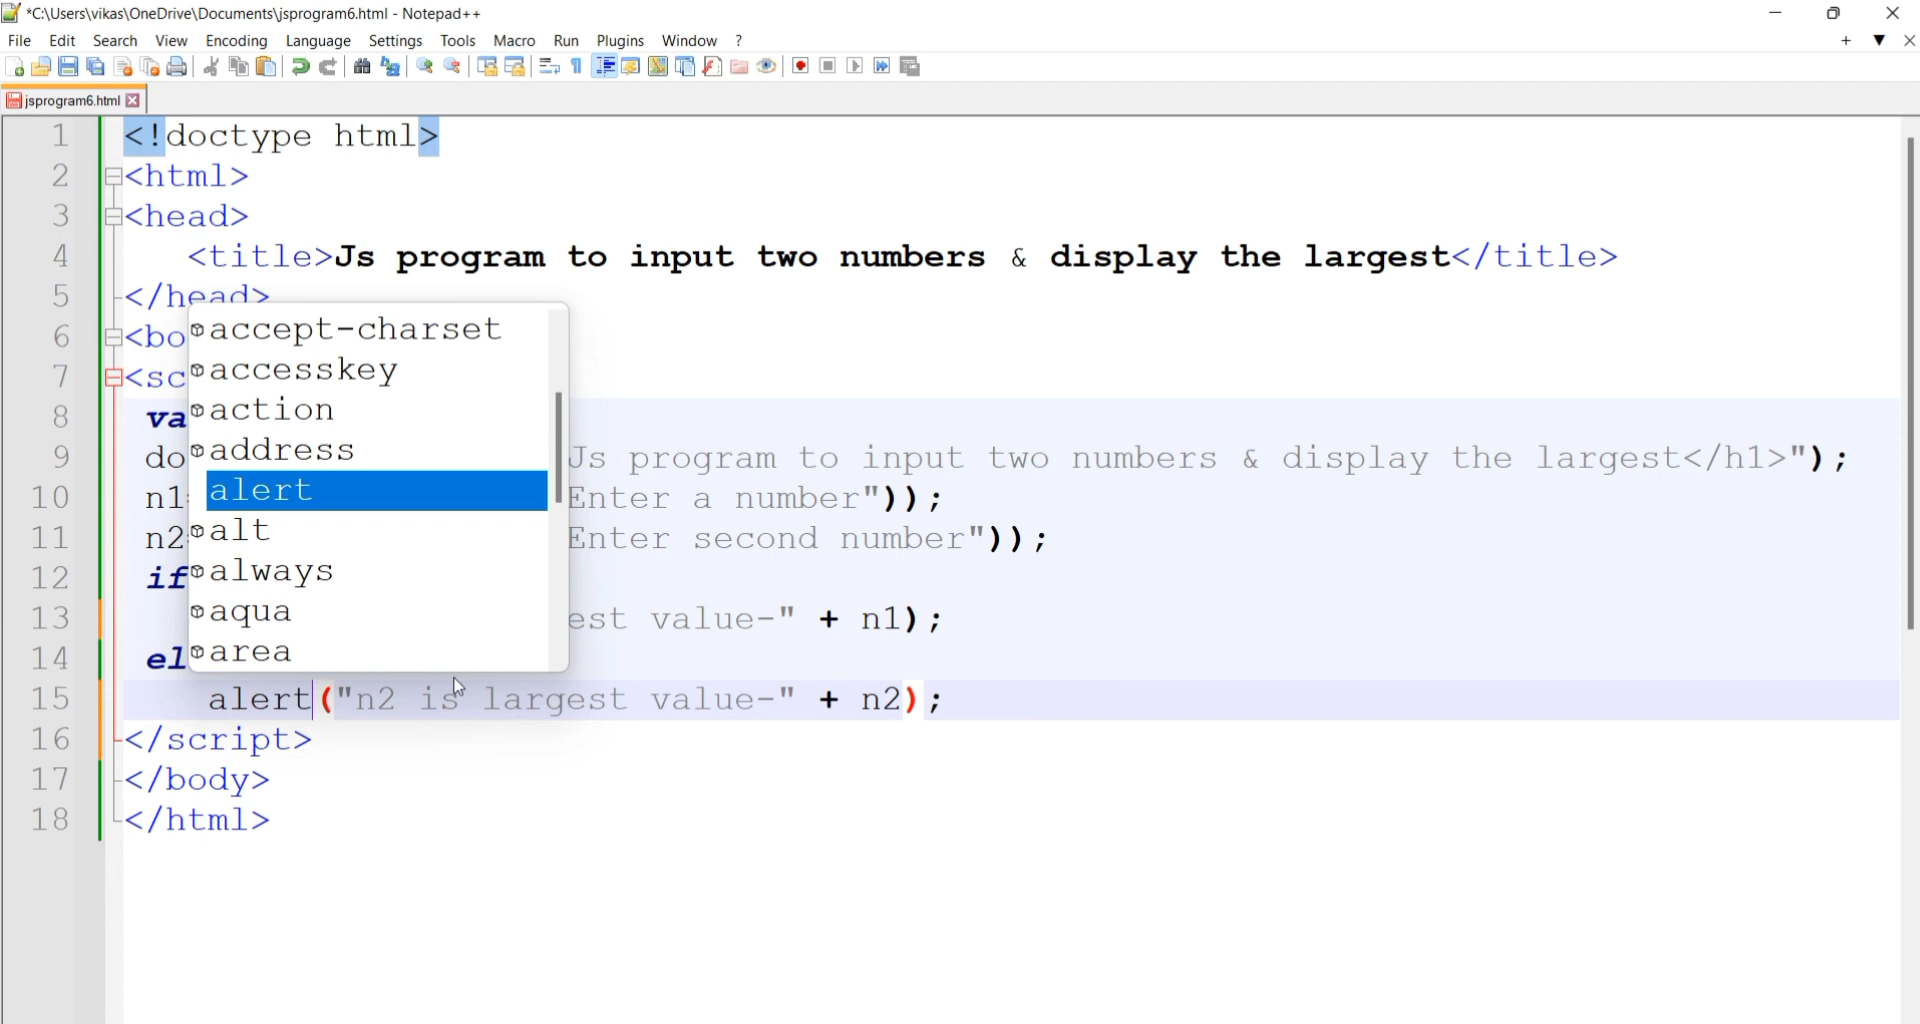 *C:\Users\vikas\OneDrive\Documents\jsprogram6.html - Notepad++
File Edit Search View Encoding Language Settings Tools Macro Run Plugins Window ?
jsprogram6.html
1 <!doctype html>
2 <html>
3 <head>
4 <title>Js program to input two numbers & display the largest</title>
5 </head>
6 <bo
7 <sc
8 va
9 do Js program to input two numbers & display the largest</h1>");
10 n1 Enter a number"));
11 n2 Enter second number"));
12 if
13 est value-" + n1);
14 el
15 alert("n2 is largest value-" + n2);
16 </script>
17 </body>
18 </html>
accept-charset
accesskey
action
address
alert
alt
always
aqua
area